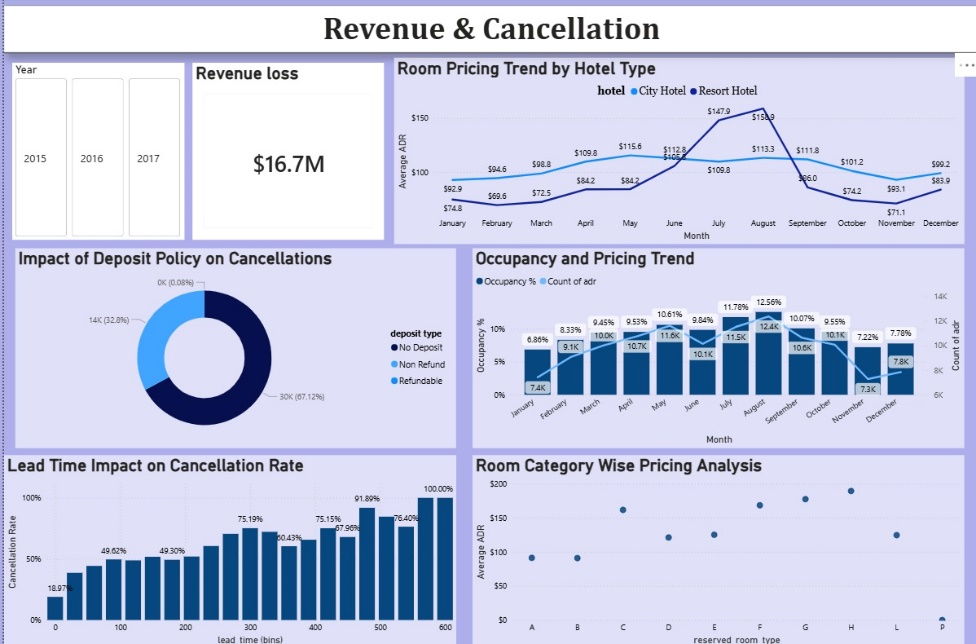 Revenue & Cancellation
Year
2015
2016
2017
Revenue loss
$16.7M
Room Pricing Trend by Hotel Type
hotel City Hotel Resort Hotel
Average ADR
$150
$100
$92.9
$94.6
$98.8
$109.8
$115.6
$112.8
$109.8
$113.3
$111.8
$101.2
$93.1
$99.2
$74.8
$69.6
$72.5
$84.2
$84.2
$147.9
$158.9
$74.2
$71.1
$83.9
January February March April May June July August September October November December
Month
Impact of Deposit Policy on Cancellations
0K (0.08%)
14K (32.8%)
30K (67.12%)
deposit type
No Deposit
Non Refund
Refundable
Occupancy and Pricing Trend
Occupancy % Count of adr
Occupancy %
10%
5%
0%
6.86%
8.33%
9.45%
9.53%
10.61%
9.84%
11.78%
12.56%
10.07%
9.55%
7.22%
7.78%
7.4K
9.1K
10.0K
10.7K
11.6K
10.1K
11.5K
12.4K
10.6K
10.1K
7.3K
7.8K
14K
12K
10K
8K
6K
Count of adr
January February March April May June July August September October November December
Month
Lead Time Impact on Cancellation Rate
Cancellation Rate
100%
50%
0%
18.97%
49.62%
49.30%
75.19%
60.43%
75.15%
67.96%
91.89%
76.40%
100.00%
0 100 200 300 400 500 600
lead_time (bins)
Room Category Wise Pricing Analysis
Average ADR
$200
$150
$100
$50
$0
A B C D E F G H L P
reserved_room_type